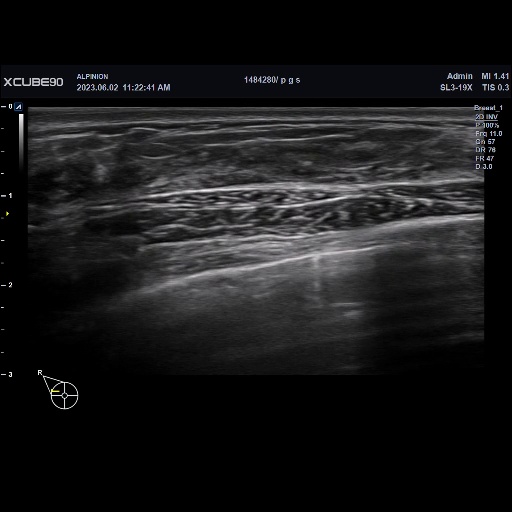 XCUBE90
ALPINION
2023.06.02 11:22:41 AM
1484280/ p g s
Admin MI 1.41
SL3-19X TIS 0.3
Breast_1
2D INV
P 100%
Frq 11.0
Gn 57
DR 76
FR 47
D 3.0
0
1
2
3
R